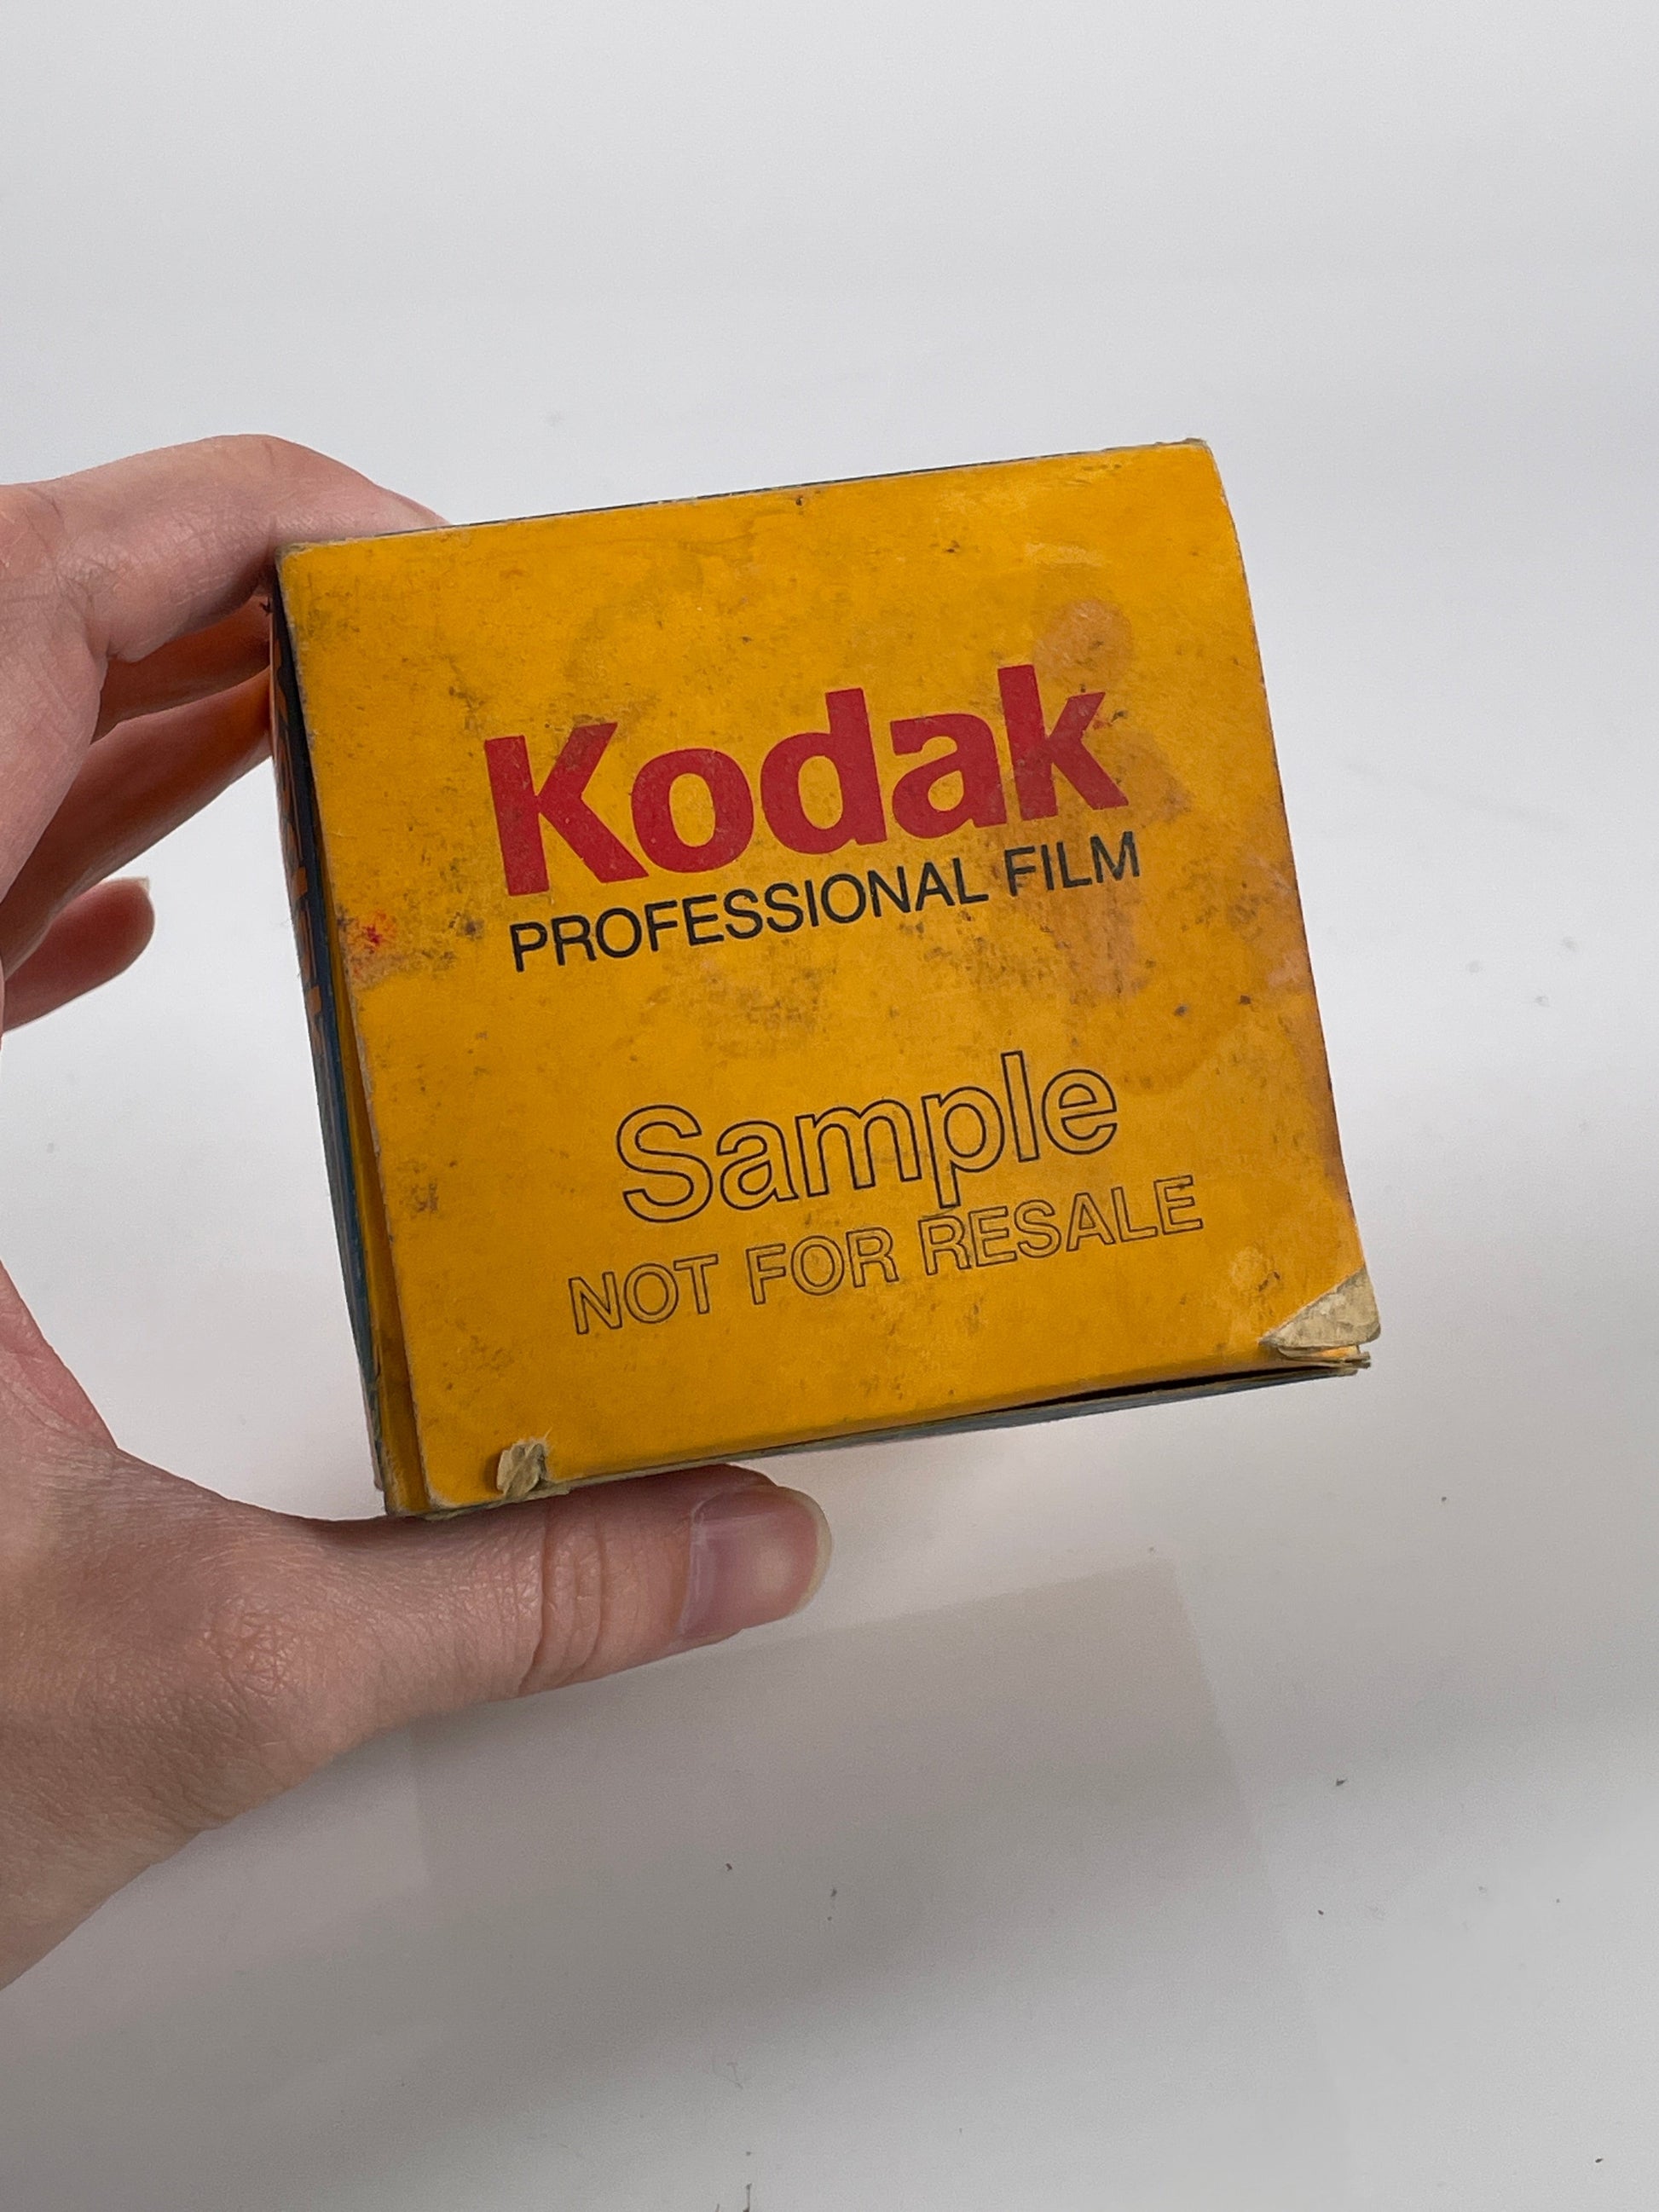 Kodak
PROFESSIONAL FILM
Sample
NOT FOR RESALE